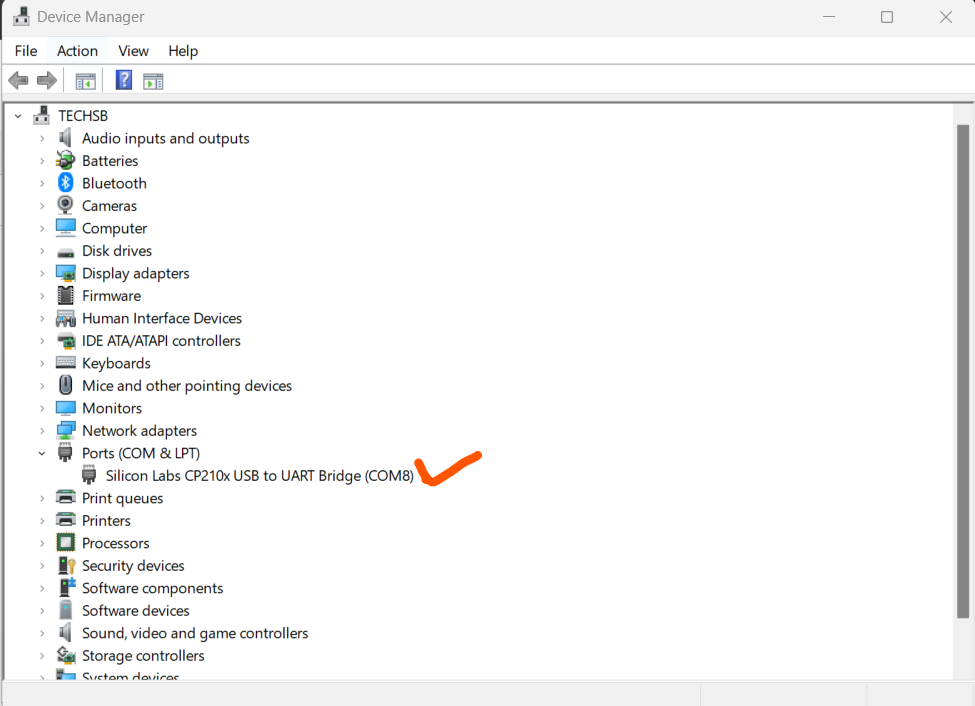 Device Manager
File Action View Help
TECHSB
Audio inputs and outputs
Batteries
Bluetooth
Cameras
Computer
Disk drives
Display adapters
Firmware
Human Interface Devices
IDE ATA/ATAPI controllers
Keyboards
Mice and other pointing devices
Monitors
Network adapters
Ports (COM & LPT)
Silicon Labs CP210x USB to UART Bridge (COM8)
Print queues
Printers
Processors
Security devices
Software components
Software devices
Sound, video and game controllers
Storage controllers
System devices